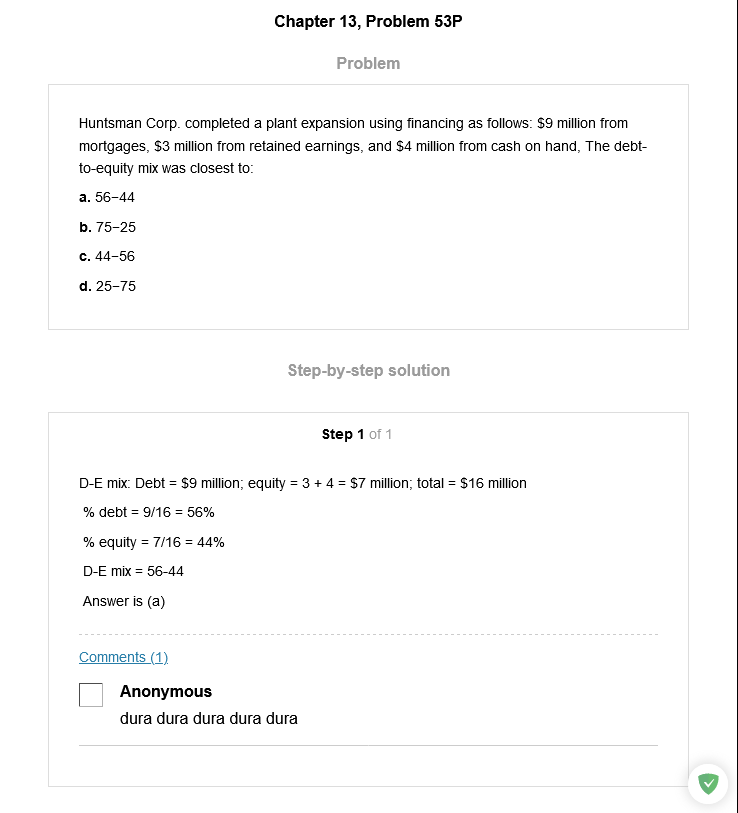 Chapter 13, Problem 53P
Problem
Huntsman Corp. completed a plant expansion using financing as follows: $9 million from
mortgages, $3 million from retained earnings, and $4 million from cash on hand, The debt-
to-equity mix was closest to:
a. 56–44
b. 75–25
c. 44–56
d. 25–75
Step-by-step solution
Step 1 of 1
D-E mix: Debt = $9 million; equity = 3 + 4 = $7 million; total = $16 million
% debt = 9/16 = 56%
% equity = 7/16 = 44%
D-E mix = 56-44
Answer is (a)
Comments (1)
Anonymous
dura dura dura dura dura